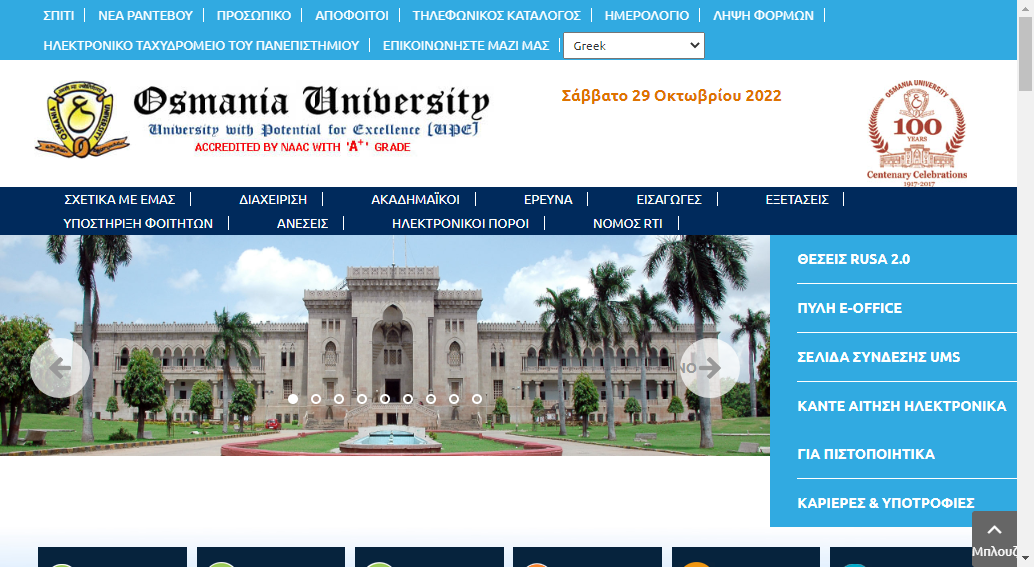 ΣΠΙΤΙ ΝΕΑ ΡΑΝΤΕΒΟΥ ΠΡΟΣΩΠΙΚΟ ΑΠΟΦΟΙΤΟΙ ΤΗΛΕΦΩΝΙΚΟΣ ΚΑΤΑΛΟΓΟΣ ΗΜΕΡΟΛΟΓΙΟ ΛΗΨΗ ΦΟΡΜΩΝ
ΗΛΕΚΤΡΟΝΙΚΟ ΤΑΧΥΔΡΟΜΕΙΟ ΤΟΥ ΠΑΝΕΠΙΣΤΗΜΙΟΥ ΕΠΙΚΟΙΝΩΝΗΣΤΕ ΜΑΖΙ ΜΑΣ Greek
Osmania University
University with Potential for Excellence (UPE)
ACCREDITED BY NAAC WITH 'A+' GRADE
Σάββατο 29 Οκτωβρίου 2022
OSMANIA UNIVERSITY
100
YEARS
Centenary Celebrations
1917-2017
ΣΧΕΤΙΚΑ ΜΕ ΕΜΑΣ ΔΙΑΧΕΙΡΙΣΗ ΑΚΑΔΗΜΑΪΚΟΙ ΕΡΕΥΝΑ ΕΙΣΑΓΩΓΕΣ ΕΞΕΤΑΣΕΙΣ
ΥΠΟΣΤΗΡΙΞΗ ΦΟΙΤΗΤΩΝ ΑΝΕΣΕΙΣ ΗΛΕΚΤΡΟΝΙΚΟΙ ΠΟΡΟΙ ΝΟΜΟΣ RTI
ΘΕΣΕΙΣ RUSA 2.0
ΠΥΛΗ E-OFFICE
ΣΕΛΙΔΑ ΣΥΝΔΕΣΗΣ UMS
ΚΑΝΤΕ ΑΙΤΗΣΗ ΗΛΕΚΤΡΟΝΙΚΑ
ΓΙΑ ΠΙΣΤΟΠΟΙΗΤΙΚΑ
ΚΑΡΙΕΡΕΣ & ΥΠΟΤΡΟΦΙΕΣ
Μπλουζ